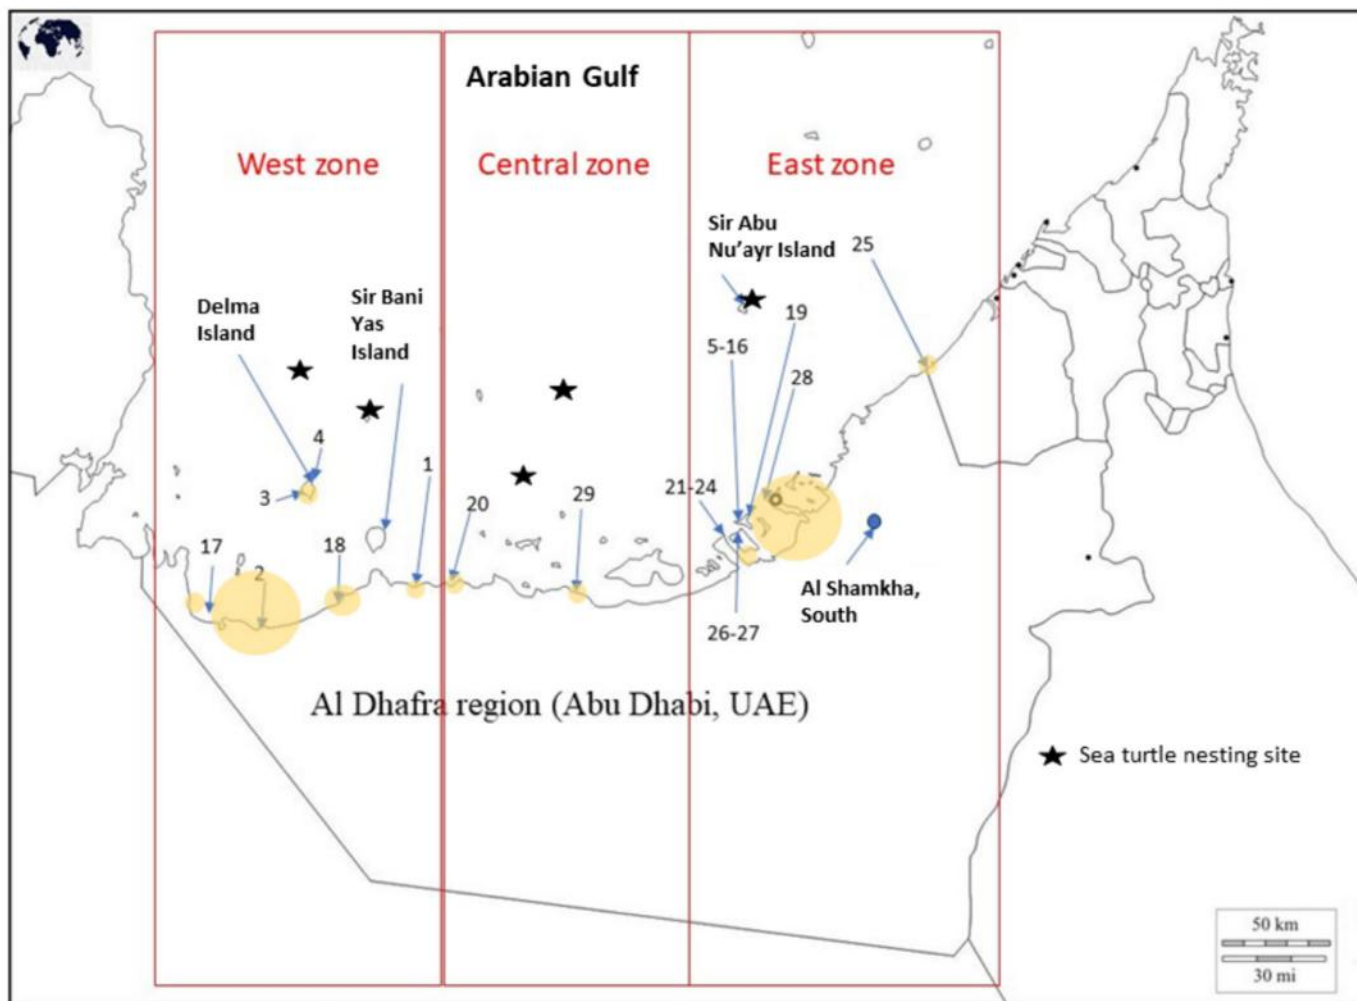 Arabian Gulf
West zone
Central zone
East zone
Sir Abu
Nu'ayr Island
25
Delma
Island
Sir Bani
Yas
Island
19
5-16
28
4
3
1
20
29
21-24
17
18
2
Al Shamkha,
South
26-27
Al Dhafra region (Abu Dhabi, UAE)
Sea turtle nesting site
50 km
30 mi